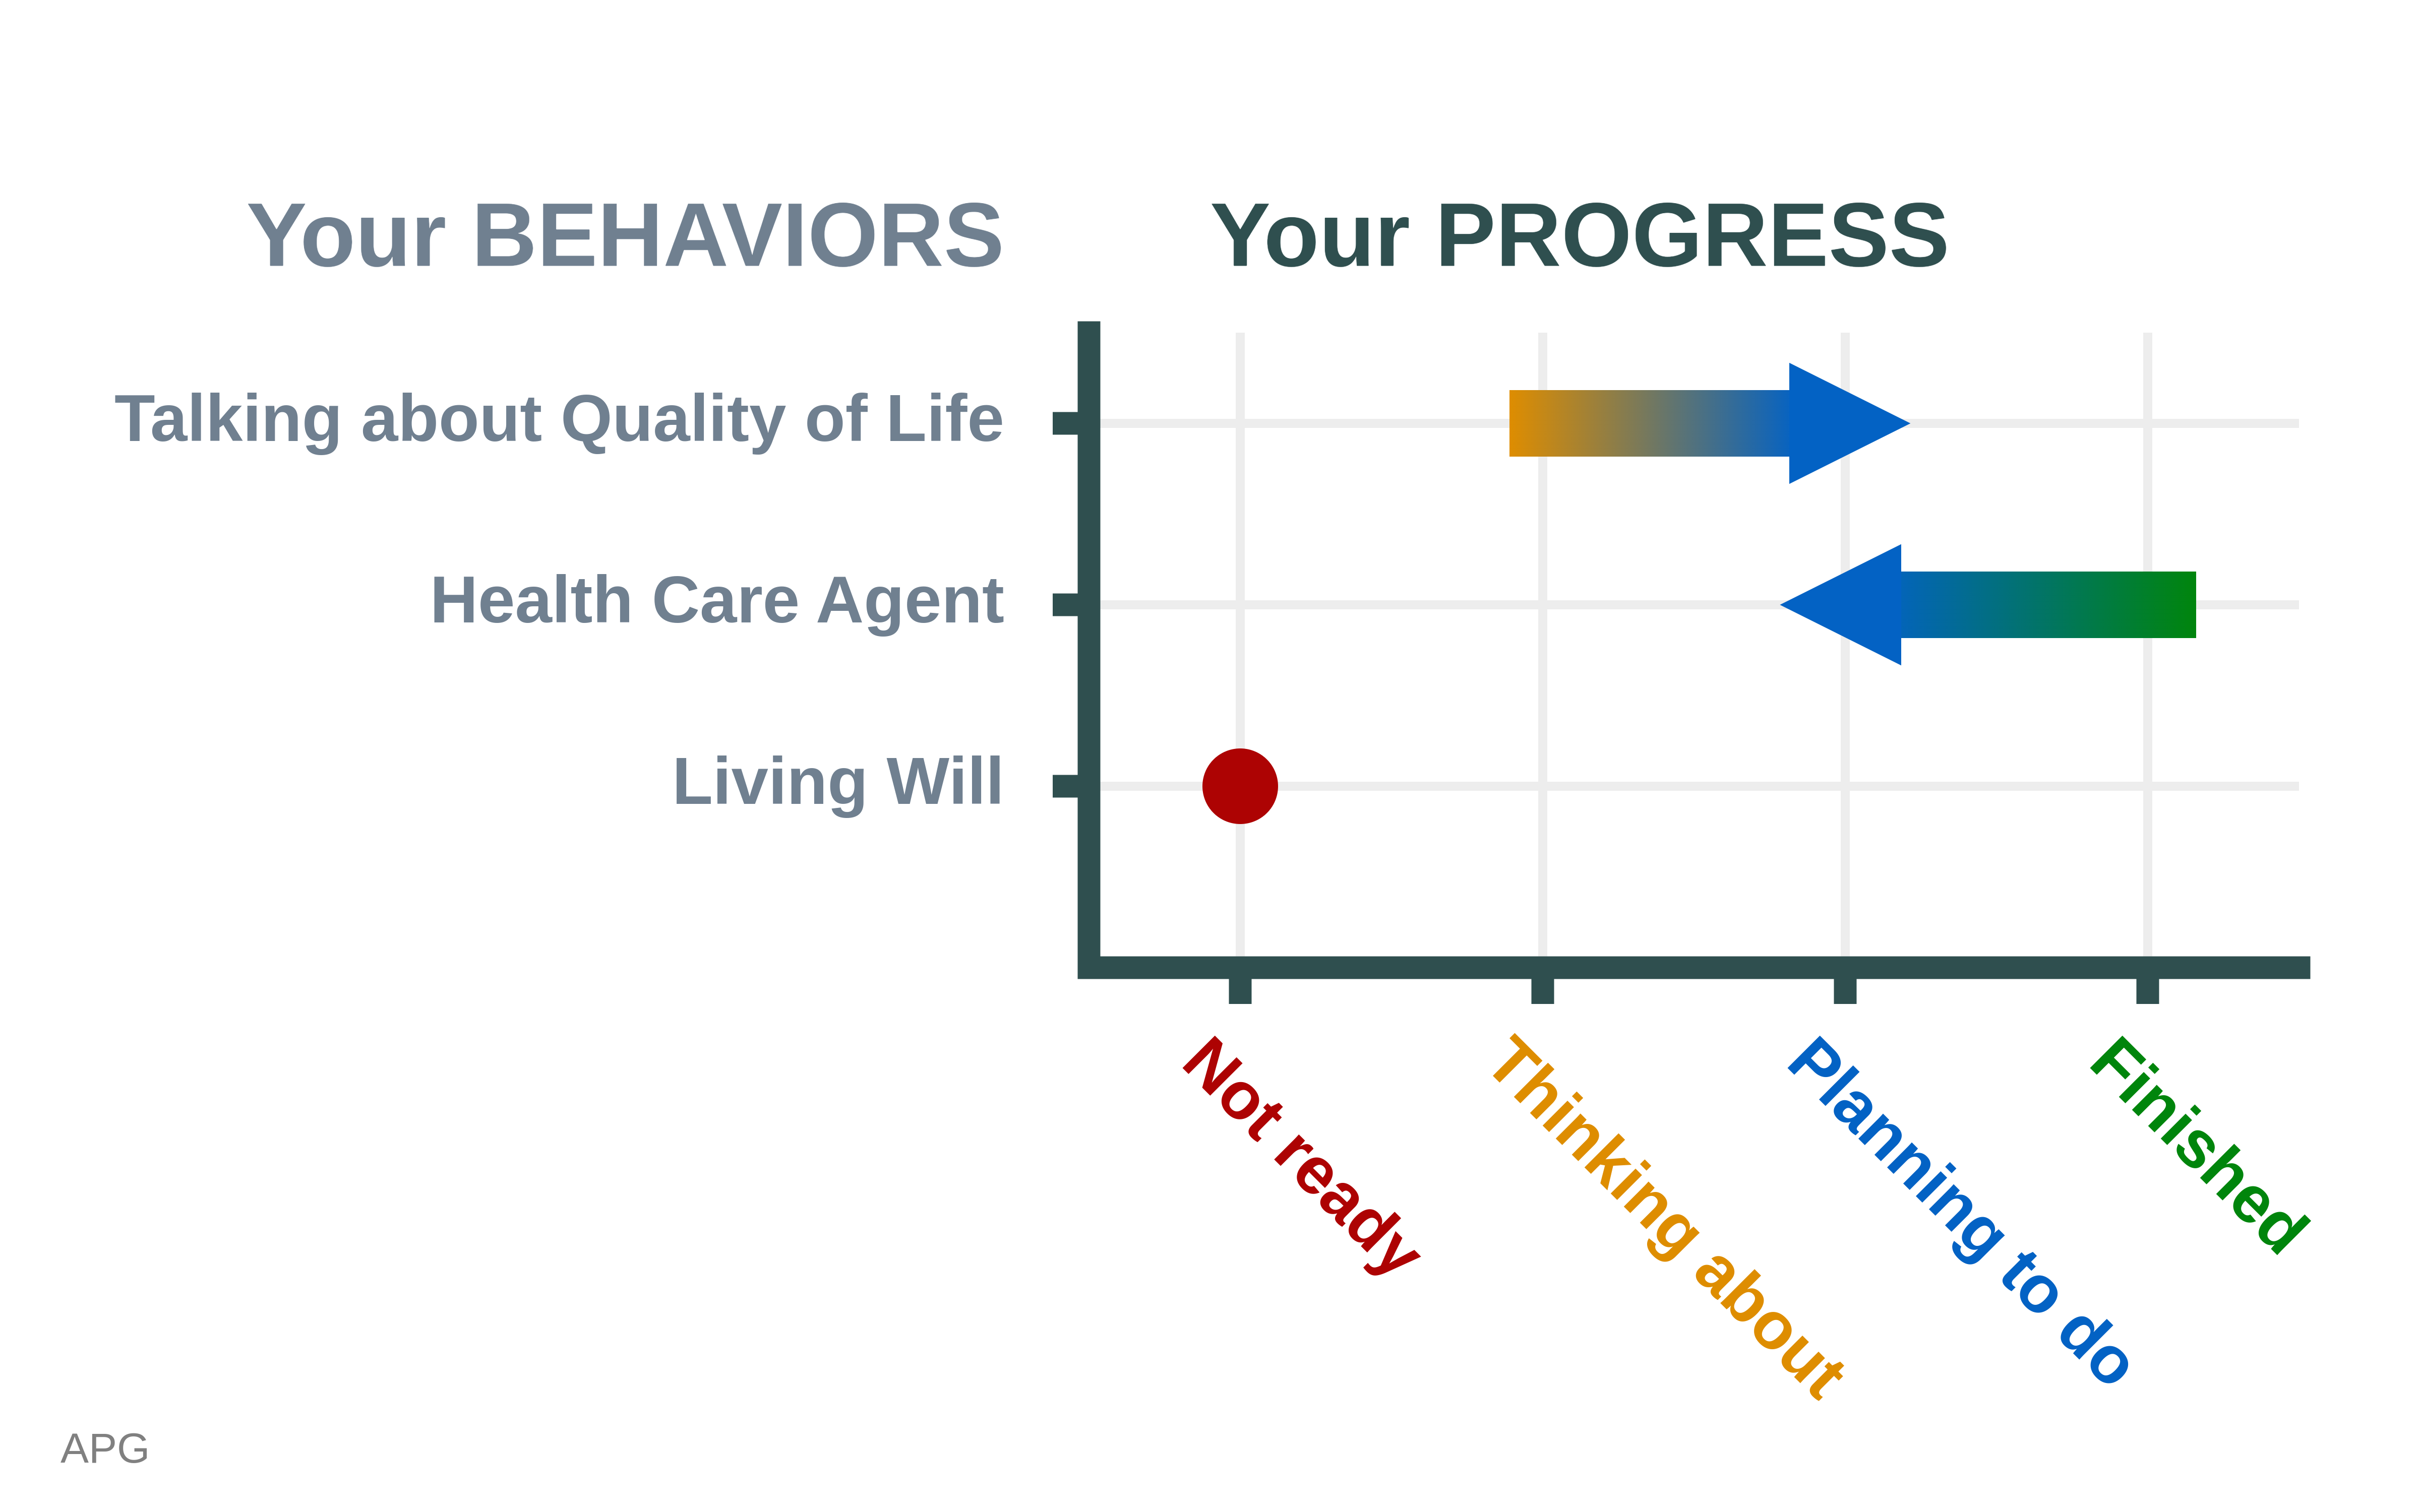 Your BEHAVIORS
Your PROGRESS
Talking about Quality of Life
Health Care Agent
Living Will
Not ready
Thinking about
Planning to do
Finished
APG